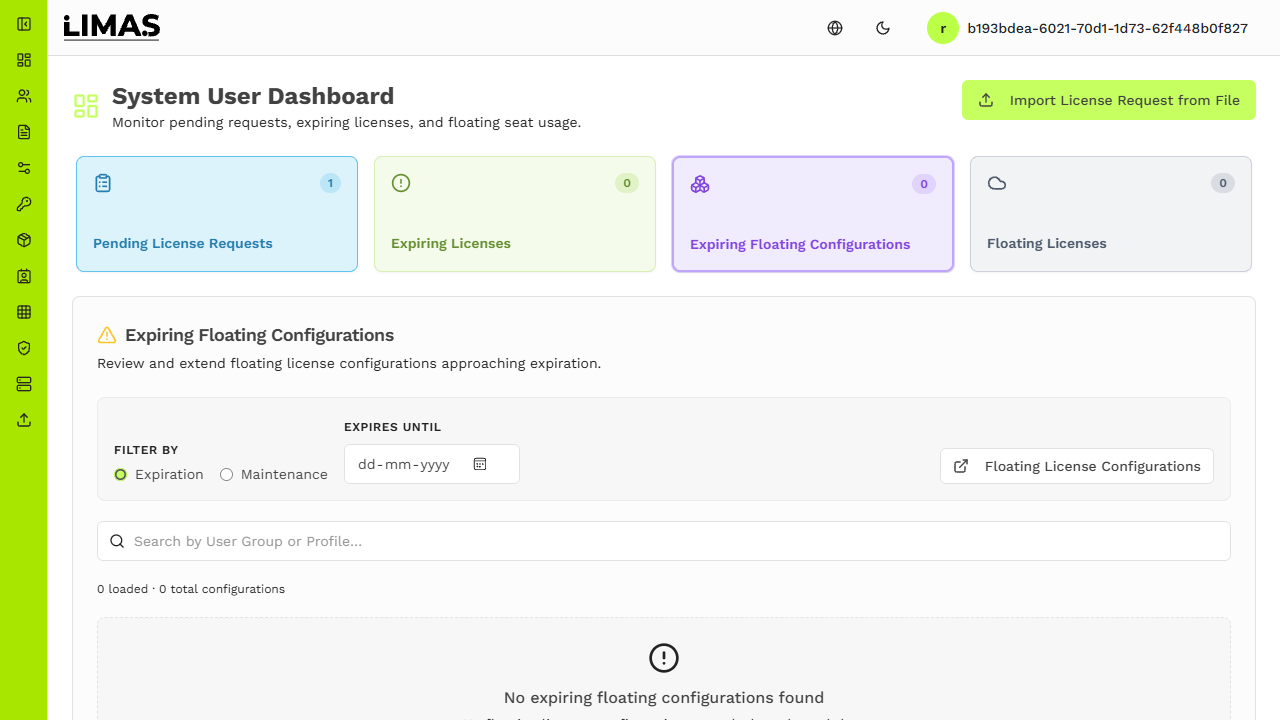 LIMAS
r
b193bdea-6021-70d1-1d73-62f448b0f827
System User Dashboard
Monitor pending requests, expiring licenses, and floating seat usage.
Import License Request from File
1
Pending License Requests
0
Expiring Licenses
0
Expiring Floating Configurations
0
Floating Licenses
Expiring Floating Configurations
Review and extend floating license configurations approaching expiration.
FILTER BY
Expiration
Maintenance
EXPIRES UNTIL
dd-mm-yyyy
Floating License Configurations
Search by User Group or Profile...
0 loaded · 0 total configurations
No expiring floating configurations found